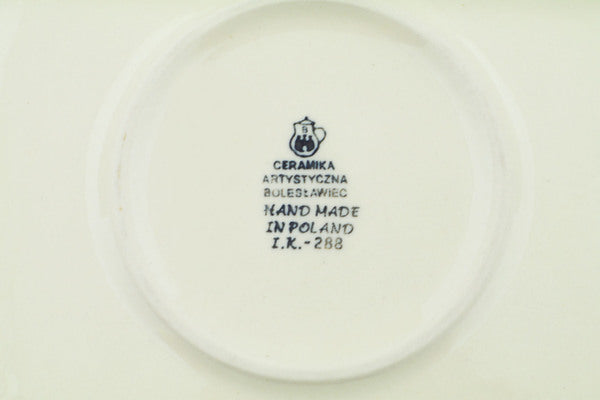 B
CERAMIKA
ARTYSTYCZNA
BOLESŁAWIEC
HAND MADE
IN POLAND
I.K.-288